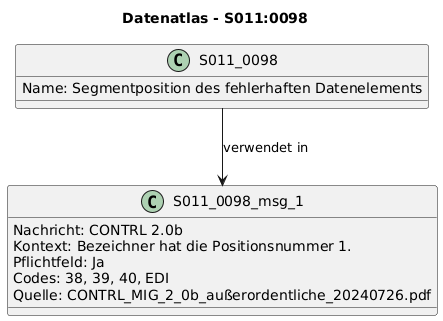 Datenatlas - S011:0098
C S011_0098
Name: Segmentposition des fehlerhaften Datenelements
verwendet in
C S011_0098_msg_1
Nachricht: CONTRL 2.0b
Kontext: Bezeichner hat die Positionsnummer 1.
Pflichtfeld: Ja
Codes: 38, 39, 40, EDI
Quelle: CONTRL_MIG_2_0b_außerordentliche_20240726.pdf